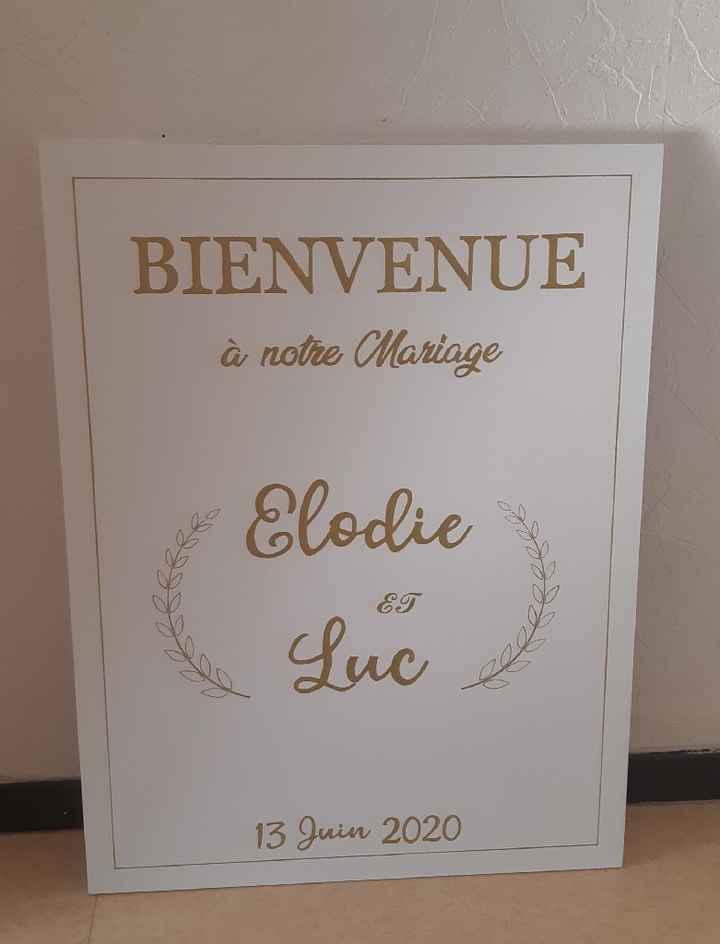 BIENVENUE
à notre Mariage
Elodie
ET
Luc
13 Juin 2020